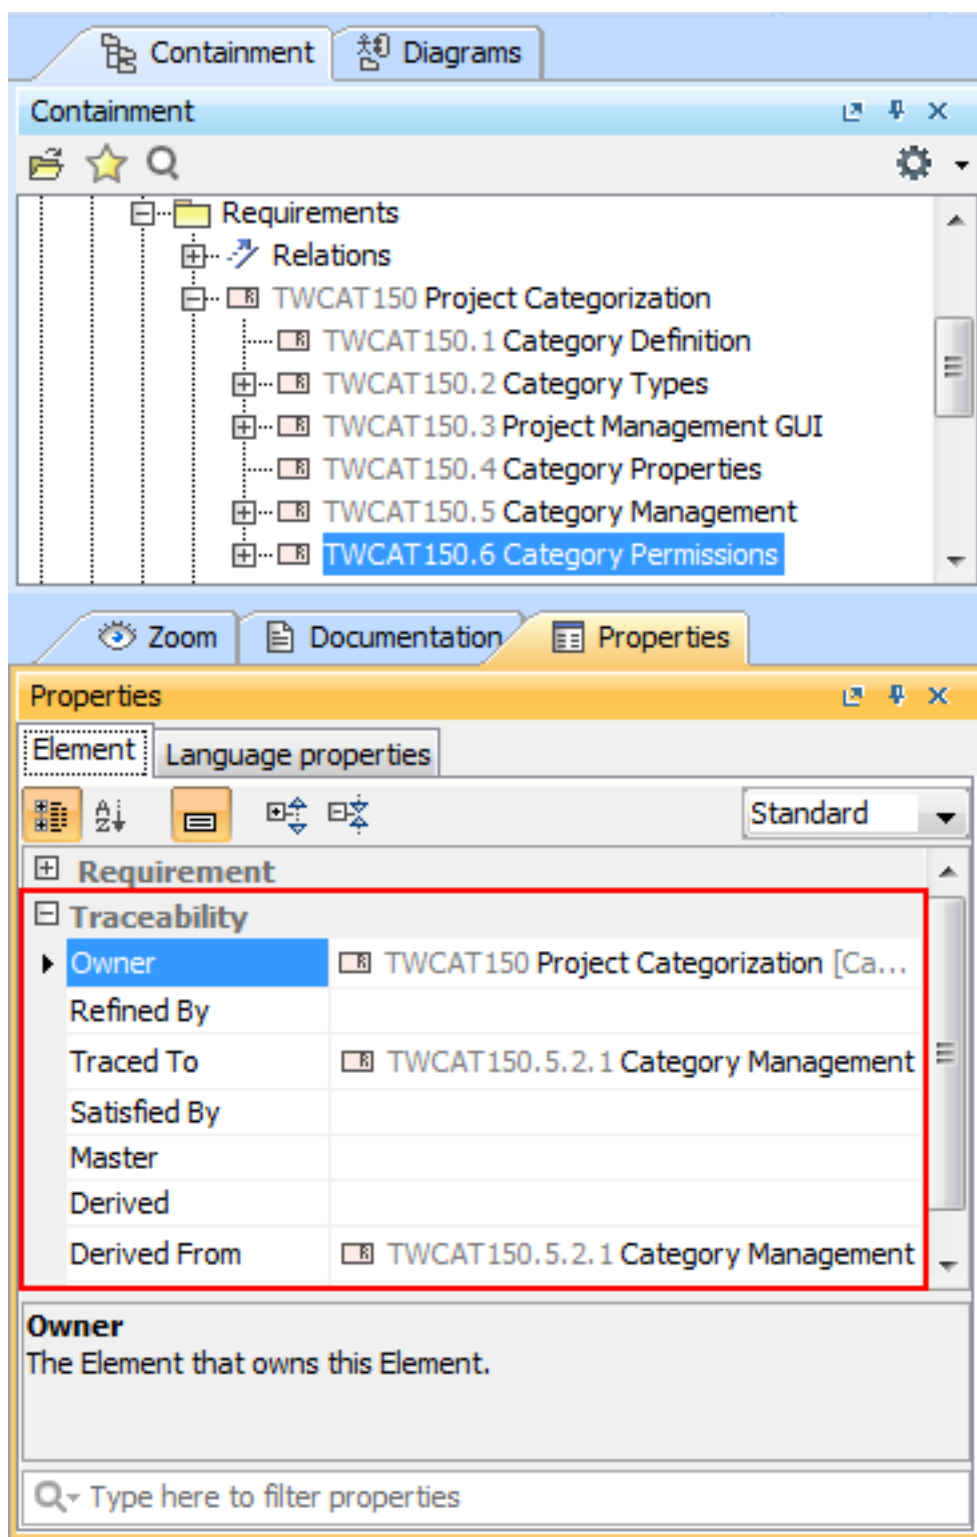 Containment Diagrams
Containment
Requirements
Relations
TWCAT150 Project Categorization
TWCAT150.1 Category Definition
TWCAT150.2 Category Types
TWCAT150.3 Project Management GUI
TWCAT150.4 Category Properties
TWCAT150.5 Category Management
TWCAT150.6 Category Permissions
Zoom Documentation Properties
Properties
Element Language properties
Standard
Requirement
Traceability
Owner TWCAT150 Project Categorization [Ca...
Refined By
Traced To TWCAT150.5.2.1 Category Management
Satisfied By
Master
Derived
Derived From TWCAT150.5.2.1 Category Management
Owner
The Element that owns this Element.
Type here to filter properties